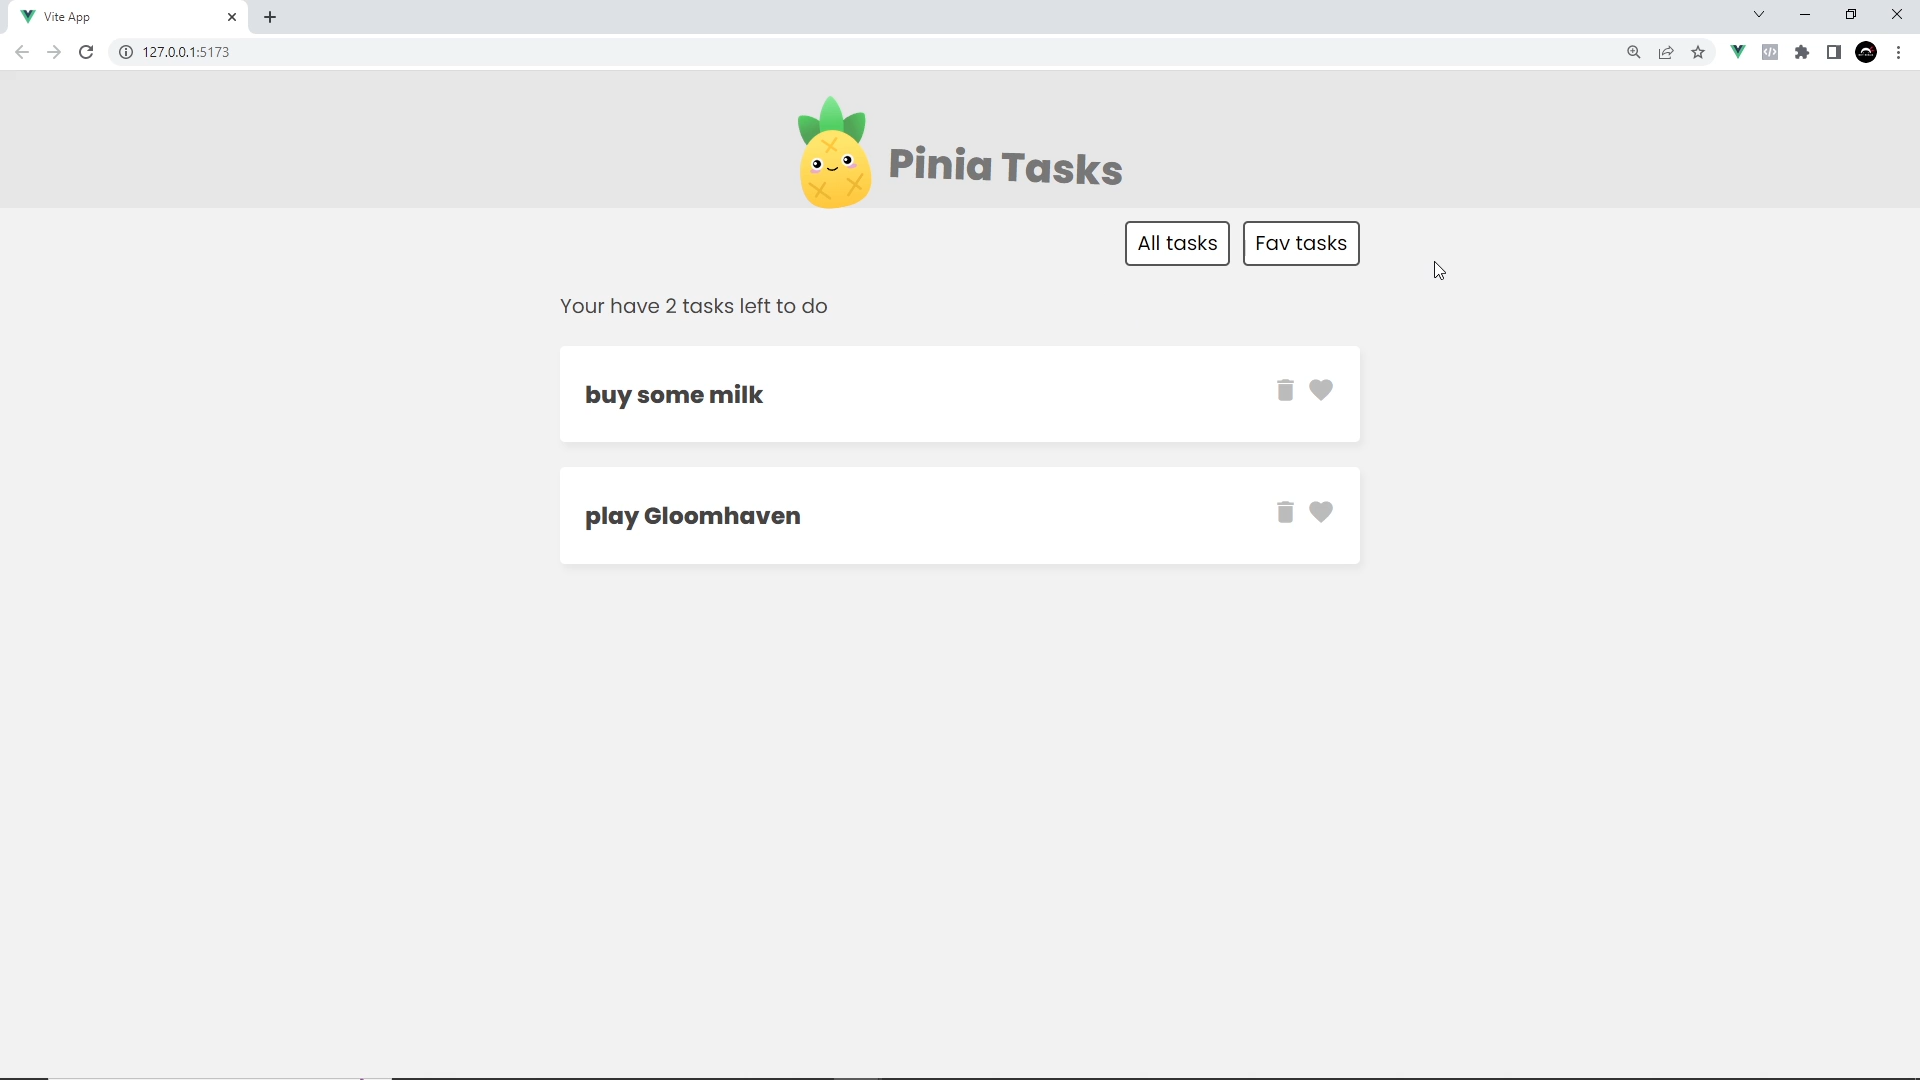 Vite App
127.0.0.1:5173
Pinia Tasks
All tasks
Fav tasks
Your have 2 tasks left to do
buy some milk
play Gloomhaven